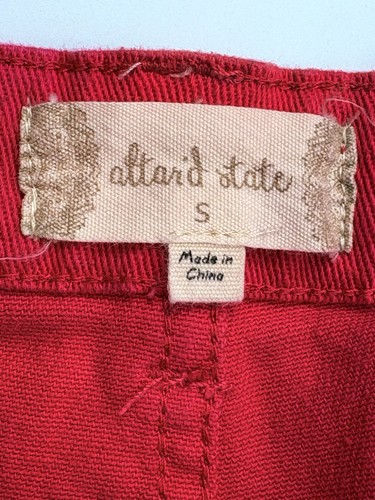 altar'd state
S
Made in
China